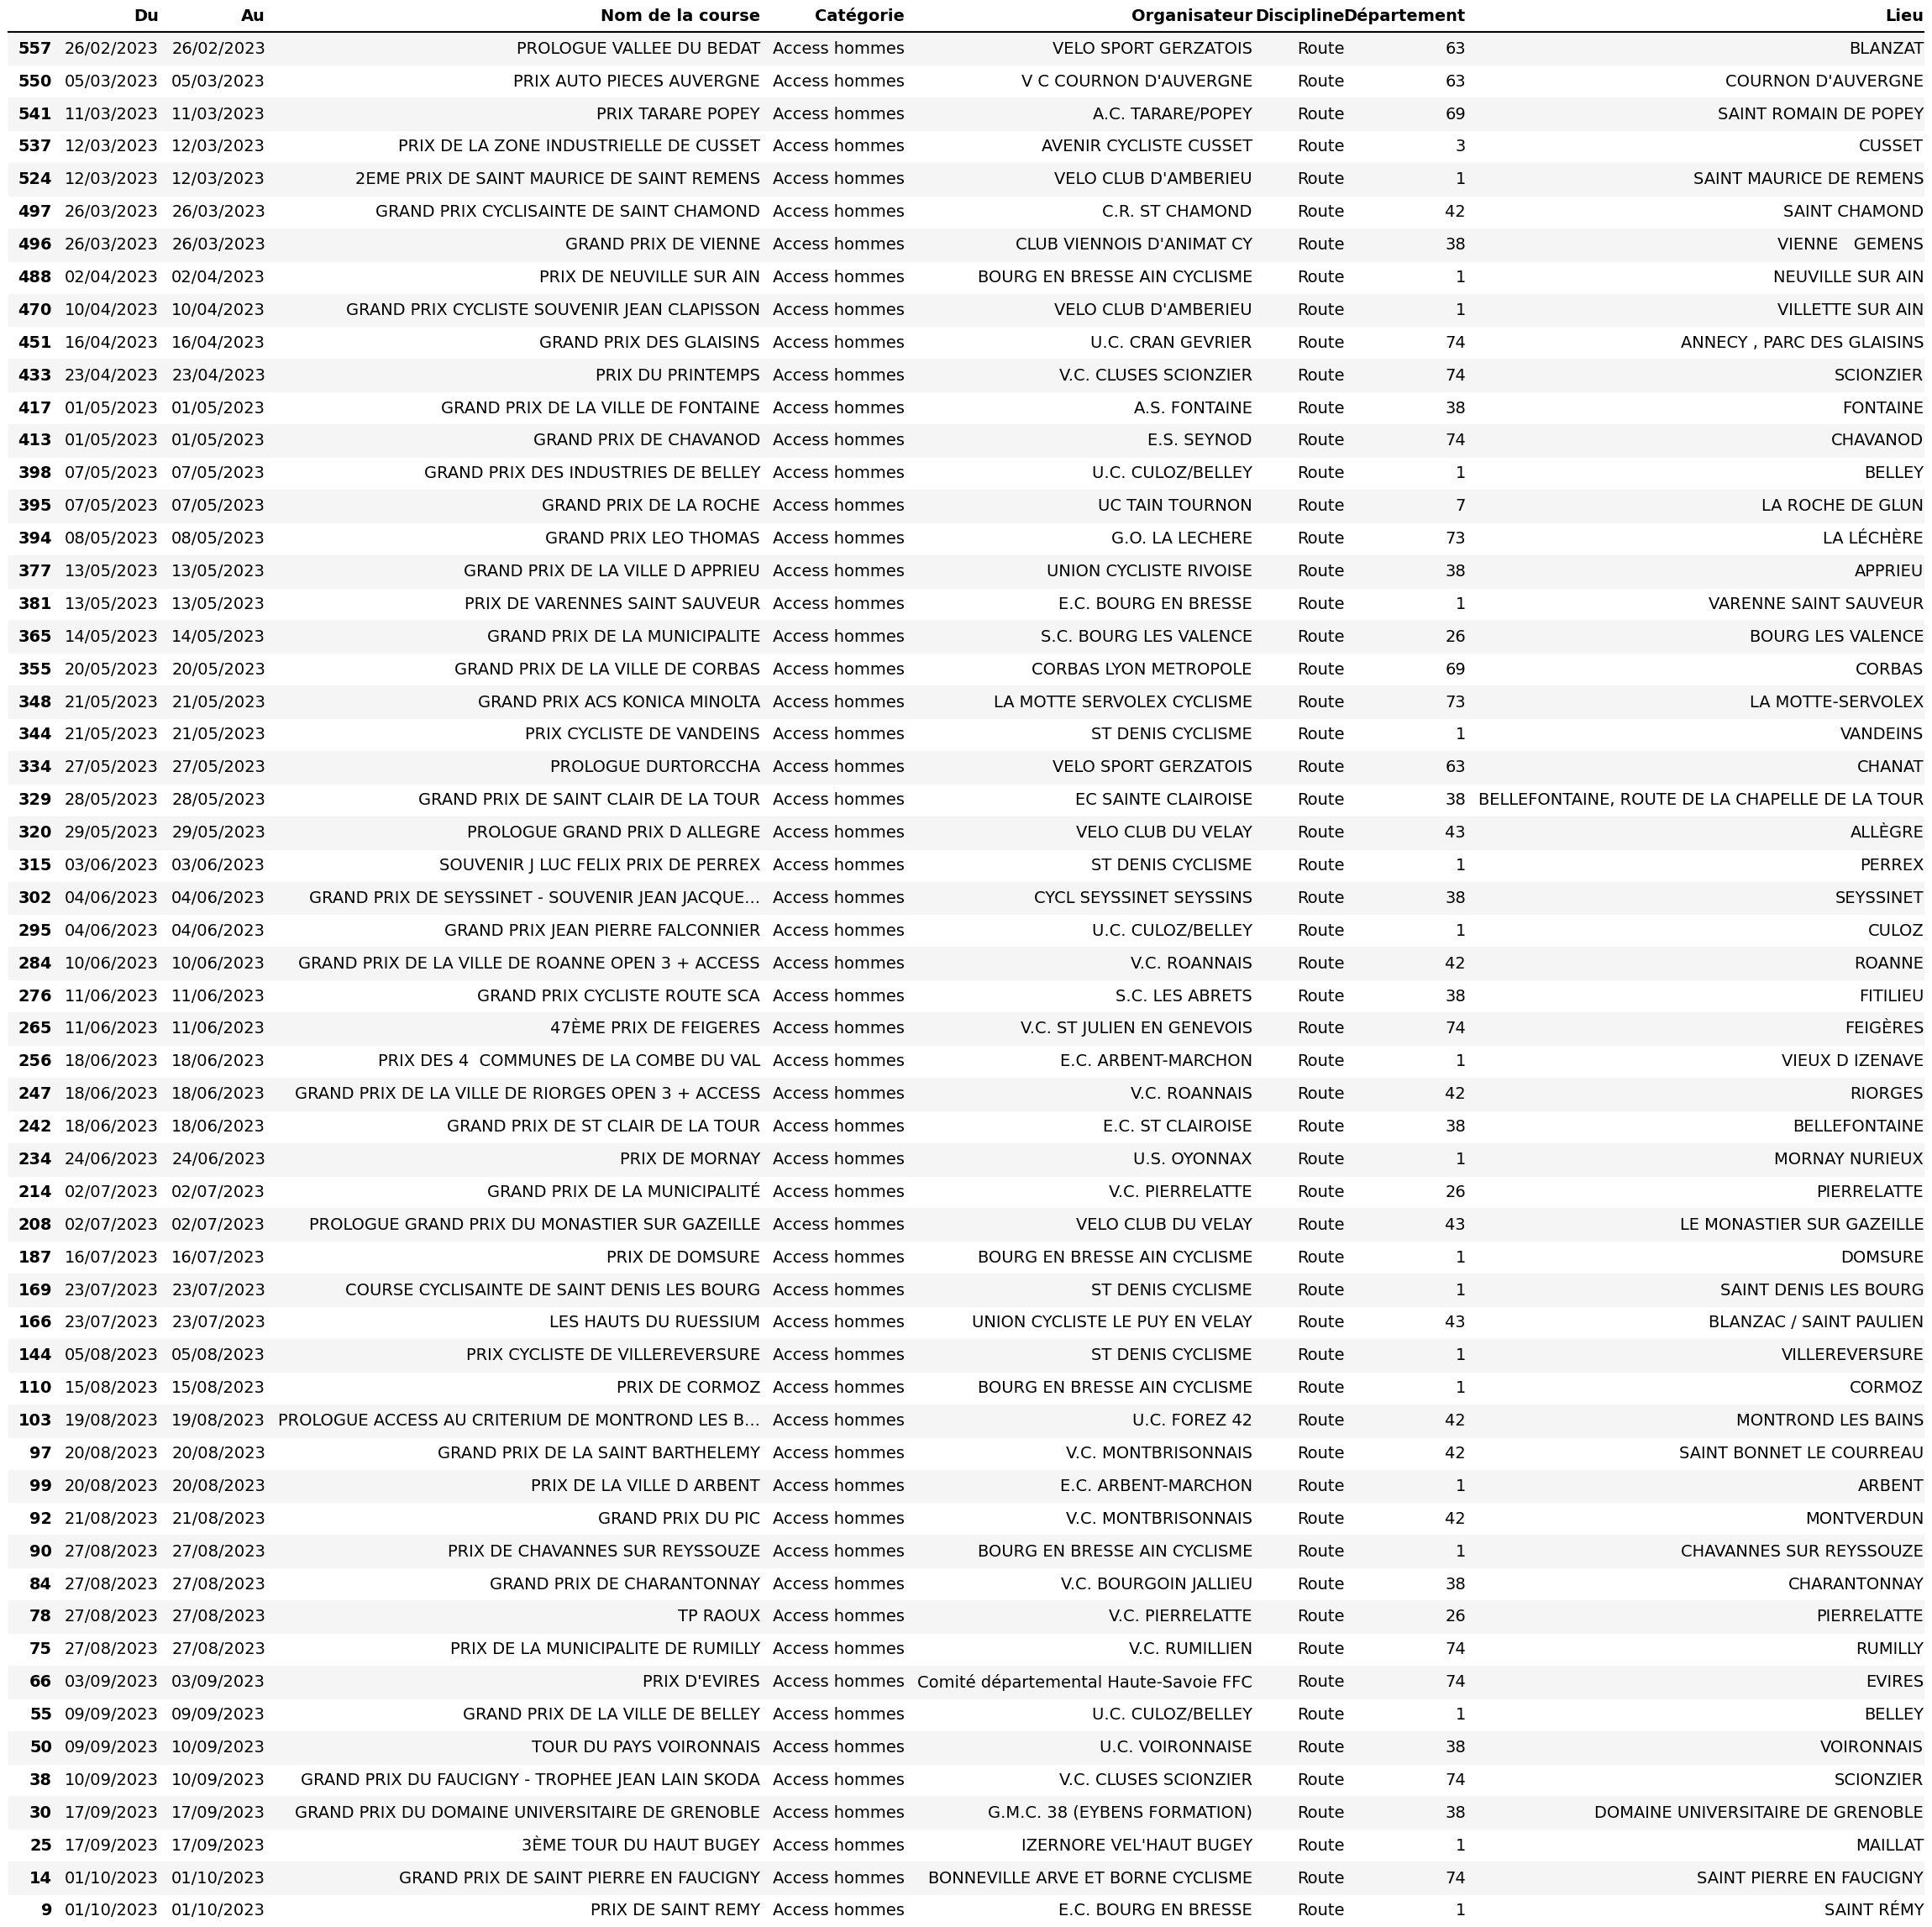 Du Au Nom de la course Catégorie Organisateur Discipline Département Lieu
557 26/02/2023 26/02/2023 PROLOGUE VALLEE DU BEDAT Access hommes VELO SPORT GERZATOIS Route 63 BLANZAT
550 05/03/2023 05/03/2023 PRIX AUTO PIECES AUVERGNE Access hommes V C COURNON D'AUVERGNE Route 63 COURNON D'AUVERGNE
541 11/03/2023 11/03/2023 PRIX TARARE POPEY Access hommes A.C. TARARE/POPEY Route 69 SAINT ROMAIN DE POPEY
537 12/03/2023 12/03/2023 PRIX DE LA ZONE INDUSTRIELLE DE CUSSET Access hommes AVENIR CYCLISTE CUSSET Route 3 CUSSET
524 12/03/2023 12/03/2023 2EME PRIX DE SAINT MAURICE DE SAINT REMENS Access hommes VELO CLUB D'AMBERIEU Route 1 SAINT MAURICE DE REMENS
497 26/03/2023 26/03/2023 GRAND PRIX CYCLISAINTE DE SAINT CHAMOND Access hommes C.R. ST CHAMOND Route 42 SAINT CHAMOND
496 26/03/2023 26/03/2023 GRAND PRIX DE VIENNE Access hommes CLUB VIENNOIS D'ANIMAT CY Route 38 VIENNE   GEMENS
488 02/04/2023 02/04/2023 PRIX DE NEUVILLE SUR AIN Access hommes BOURG EN BRESSE AIN CYCLISME Route 1 NEUVILLE SUR AIN
470 10/04/2023 10/04/2023 GRAND PRIX CYCLISTE SOUVENIR JEAN CLAPISSON Access hommes VELO CLUB D'AMBERIEU Route 1 VILLETTE SUR AIN
451 16/04/2023 16/04/2023 GRAND PRIX DES GLAISINS Access hommes U.C. CRAN GEVRIER Route 74 ANNECY , PARC DES GLAISINS
433 23/04/2023 23/04/2023 PRIX DU PRINTEMPS Access hommes V.C. CLUSES SCIONZIER Route 74 SCIONZIER
417 01/05/2023 01/05/2023 GRAND PRIX DE LA VILLE DE FONTAINE Access hommes A.S. FONTAINE Route 38 FONTAINE
413 01/05/2023 01/05/2023 GRAND PRIX DE CHAVANOD Access hommes E.S. SEYNOD Route 74 CHAVANOD
398 07/05/2023 07/05/2023 GRAND PRIX DES INDUSTRIES DE BELLEY Access hommes U.C. CULOZ/BELLEY Route 1 BELLEY
395 07/05/2023 07/05/2023 GRAND PRIX DE LA ROCHE Access hommes UC TAIN TOURNON Route 7 LA ROCHE DE GLUN
394 08/05/2023 08/05/2023 GRAND PRIX LEO THOMAS Access hommes G.O. LA LECHERE Route 73 LA LÉCHÈRE
377 13/05/2023 13/05/2023 GRAND PRIX DE LA VILLE D APPRIEU Access hommes UNION CYCLISTE RIVOISE Route 38 APPRIEU
381 13/05/2023 13/05/2023 PRIX DE VARENNES SAINT SAUVEUR Access hommes E.C. BOURG EN BRESSE Route 1 VARENNE SAINT SAUVEUR
365 14/05/2023 14/05/2023 GRAND PRIX DE LA MUNICIPALITE Access hommes S.C. BOURG LES VALENCE Route 26 BOURG LES VALENCE
355 20/05/2023 20/05/2023 GRAND PRIX DE LA VILLE DE CORBAS Access hommes CORBAS LYON METROPOLE Route 69 CORBAS
348 21/05/2023 21/05/2023 GRAND PRIX ACS KONICA MINOLTA Access hommes LA MOTTE SERVOLEX CYCLISME Route 73 LA MOTTE-SERVOLEX
344 21/05/2023 21/05/2023 PRIX CYCLISTE DE VANDEINS Access hommes ST DENIS CYCLISME Route 1 VANDEINS
334 27/05/2023 27/05/2023 PROLOGUE DURTORCCHA Access hommes VELO SPORT GERZATOIS Route 63 CHANAT
329 28/05/2023 28/05/2023 GRAND PRIX DE SAINT CLAIR DE LA TOUR Access hommes EC SAINTE CLAIROISE Route 38 BELLEFONTAINE, ROUTE DE LA CHAPELLE DE LA TOUR
320 29/05/2023 29/05/2023 PROLOGUE GRAND PRIX D ALLEGRE Access hommes VELO CLUB DU VELAY Route 43 ALLÈGRE
315 03/06/2023 03/06/2023 SOUVENIR J LUC FELIX PRIX DE PERREX Access hommes ST DENIS CYCLISME Route 1 PERREX
302 04/06/2023 04/06/2023 GRAND PRIX DE SEYSSINET - SOUVENIR JEAN JACQUE... Access hommes CYCL SEYSSINET SEYSSINS Route 38 SEYSSINET
295 04/06/2023 04/06/2023 GRAND PRIX JEAN PIERRE FALCONNIER Access hommes U.C. CULOZ/BELLEY Route 1 CULOZ
284 10/06/2023 10/06/2023 GRAND PRIX DE LA VILLE DE ROANNE OPEN 3 + ACCESS Access hommes V.C. ROANNAIS Route 42 ROANNE
276 11/06/2023 11/06/2023 GRAND PRIX CYCLISTE ROUTE SCA Access hommes S.C. LES ABRETS Route 38 FITILIEU
265 11/06/2023 11/06/2023 47ÈME PRIX DE FEIGERES Access hommes V.C. ST JULIEN EN GENEVOIS Route 74 FEIGÈRES
256 18/06/2023 18/06/2023 PRIX DES 4  COMMUNES DE LA COMBE DU VAL Access hommes E.C. ARBENT-MARCHON Route 1 VIEUX D IZENAVE
247 18/06/2023 18/06/2023 GRAND PRIX DE LA VILLE DE RIORGES OPEN 3 + ACCESS Access hommes V.C. ROANNAIS Route 42 RIORGES
242 18/06/2023 18/06/2023 GRAND PRIX DE ST CLAIR DE LA TOUR Access hommes E.C. ST CLAIROISE Route 38 BELLEFONTAINE
234 24/06/2023 24/06/2023 PRIX DE MORNAY Access hommes U.S. OYONNAX Route 1 MORNAY NURIEUX
214 02/07/2023 02/07/2023 GRAND PRIX DE LA MUNICIPALITÉ Access hommes V.C. PIERRELATTE Route 26 PIERRELATTE
208 02/07/2023 02/07/2023 PROLOGUE GRAND PRIX DU MONASTIER SUR GAZEILLE Access hommes VELO CLUB DU VELAY Route 43 LE MONASTIER SUR GAZEILLE
187 16/07/2023 16/07/2023 PRIX DE DOMSURE Access hommes BOURG EN BRESSE AIN CYCLISME Route 1 DOMSURE
169 23/07/2023 23/07/2023 COURSE CYCLISAINTE DE SAINT DENIS LES BOURG Access hommes ST DENIS CYCLISME Route 1 SAINT DENIS LES BOURG
166 23/07/2023 23/07/2023 LES HAUTS DU RUESSIUM Access hommes UNION CYCLISTE LE PUY EN VELAY Route 43 BLANZAC / SAINT PAULIEN
144 05/08/2023 05/08/2023 PRIX CYCLISTE DE VILLEREVERSURE Access hommes ST DENIS CYCLISME Route 1 VILLEREVERSURE
110 15/08/2023 15/08/2023 PRIX DE CORMOZ Access hommes BOURG EN BRESSE AIN CYCLISME Route 1 CORMOZ
103 19/08/2023 19/08/2023 PROLOGUE ACCESS AU CRITERIUM DE MONTROND LES B... Access hommes U.C. FOREZ 42 Route 42 MONTROND LES BAINS
97 20/08/2023 20/08/2023 GRAND PRIX DE LA SAINT BARTHELEMY Access hommes V.C. MONTBRISONNAIS Route 42 SAINT BONNET LE COURREAU
99 20/08/2023 20/08/2023 PRIX DE LA VILLE D ARBENT Access hommes E.C. ARBENT-MARCHON Route 1 ARBENT
92 21/08/2023 21/08/2023 GRAND PRIX DU PIC Access hommes V.C. MONTBRISONNAIS Route 42 MONTVERDUN
90 27/08/2023 27/08/2023 PRIX DE CHAVANNES SUR REYSSOUZE Access hommes BOURG EN BRESSE AIN CYCLISME Route 1 CHAVANNES SUR REYSSOUZE
84 27/08/2023 27/08/2023 GRAND PRIX DE CHARANTONNAY Access hommes V.C. BOURGOIN JALLIEU Route 38 CHARANTONNAY
78 27/08/2023 27/08/2023 TP RAOUX Access hommes V.C. PIERRELATTE Route 26 PIERRELATTE
75 27/08/2023 27/08/2023 PRIX DE LA MUNICIPALITE DE RUMILLY Access hommes V.C. RUMILLIEN Route 74 RUMILLY
66 03/09/2023 03/09/2023 PRIX D'EVIRES Access hommes Comité départemental Haute-Savoie FFC Route 74 EVIRES
55 09/09/2023 09/09/2023 GRAND PRIX DE LA VILLE DE BELLEY Access hommes U.C. CULOZ/BELLEY Route 1 BELLEY
50 09/09/2023 10/09/2023 TOUR DU PAYS VOIRONNAIS Access hommes U.C. VOIRONNAISE Route 38 VOIRONNAIS
38 10/09/2023 10/09/2023 GRAND PRIX DU FAUCIGNY - TROPHEE JEAN LAIN SKODA Access hommes V.C. CLUSES SCIONZIER Route 74 SCIONZIER
30 17/09/2023 17/09/2023 GRAND PRIX DU DOMAINE UNIVERSITAIRE DE GRENOBLE Access hommes G.M.C. 38 (EYBENS FORMATION) Route 38 DOMAINE UNIVERSITAIRE DE GRENOBLE
25 17/09/2023 17/09/2023 3ÈME TOUR DU HAUT BUGEY Access hommes IZERNORE VEL'HAUT BUGEY Route 1 MAILLAT
14 01/10/2023 01/10/2023 GRAND PRIX DE SAINT PIERRE EN FAUCIGNY Access hommes BONNEVILLE ARVE ET BORNE CYCLISME Route 74 SAINT PIERRE EN FAUCIGNY
9 01/10/2023 01/10/2023 PRIX DE SAINT REMY Access hommes E.C. BOURG EN BRESSE Route 1 SAINT RÉMY